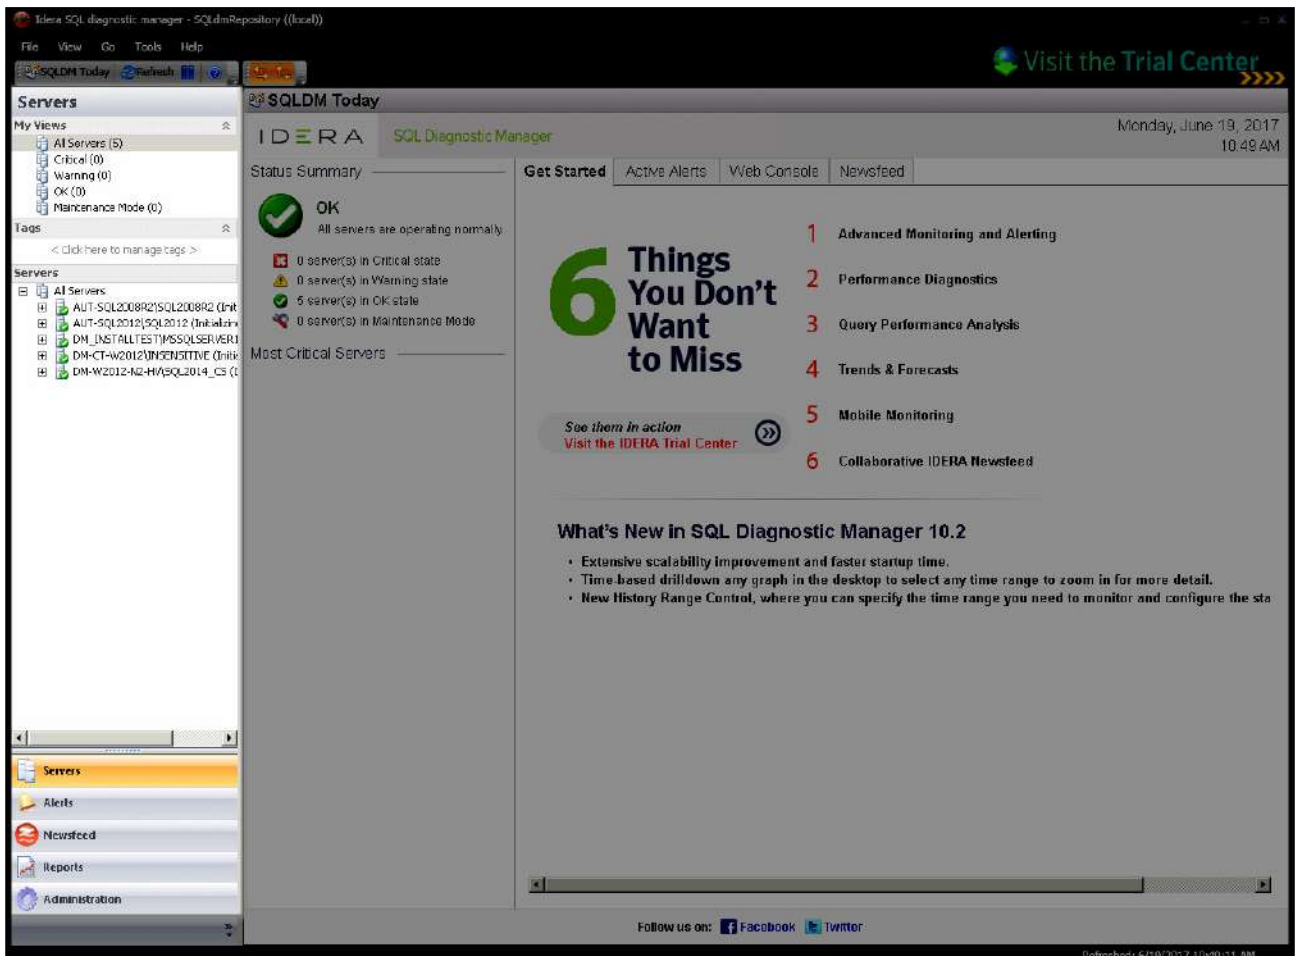 Idera SQL diagnostic manager - SQLdmRepository ((local))
File View Go Tools Help
SQLDM Today Refresh
Visit the Trial Center
Servers
My Views
All Servers (5)
Critical (0)
Warning (0)
OK (0)
Maintenance Mode (0)
Tags
< Click here to manage tags >
Servers
All Servers
AUT-SQL2008R2\SQL2008R2 (Init
AUT-SQL2012\SQL2012 (Initializin
DM_INSTALLTEST\MSSQLSERVER1
DM-CT-W2012\INSENSITIVE (Initia
DM-W2012-N2-HV\SQL2014_CS (I
Servers
Alerts
Newsfeed
Reports
Administration
SQLDM Today
IDERA SQL Diagnostic Manager
Monday, June 19, 2017
10:49 AM
Status Summary
OK
All servers are operating normally.
0 server(s) in Critical state
0 server(s) in Warning state
5 server(s) in OK state
0 server(s) in Maintenance Mode
Most Critical Servers
Get Started Active Alerts Web Console Newsfeed
6 Things
You Don't
Want
to Miss
See them in action
Visit the IDERA Trial Center
1 Advanced Monitoring and Alerting
2 Performance Diagnostics
3 Query Performance Analysis
4 Trends & Forecasts
5 Mobile Monitoring
6 Collaborative IDERA Newsfeed
What's New in SQL Diagnostic Manager 10.2
• Extensive scalability improvement and faster startup time.
• Time-based drilldown any graph in the desktop to select any time range to zoom in for more detail.
• New History Range Control, where you can specify the time range you need to monitor and configure the sta
Follow us on: Facebook Twitter